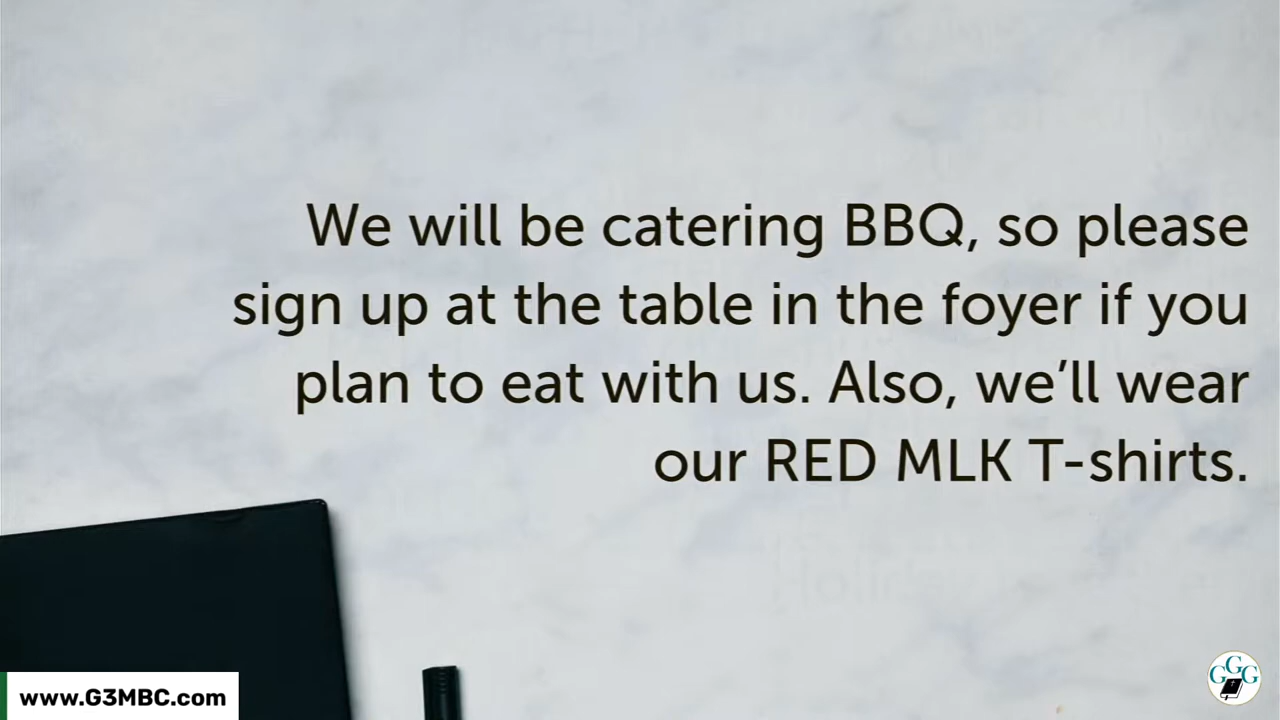 We will be catering BBQ, so please
sign up at the table in the foyer if you
plan to eat with us. Also, we’ll wear
our RED MLK T-shirts.
www.G3MBC.com
GGG